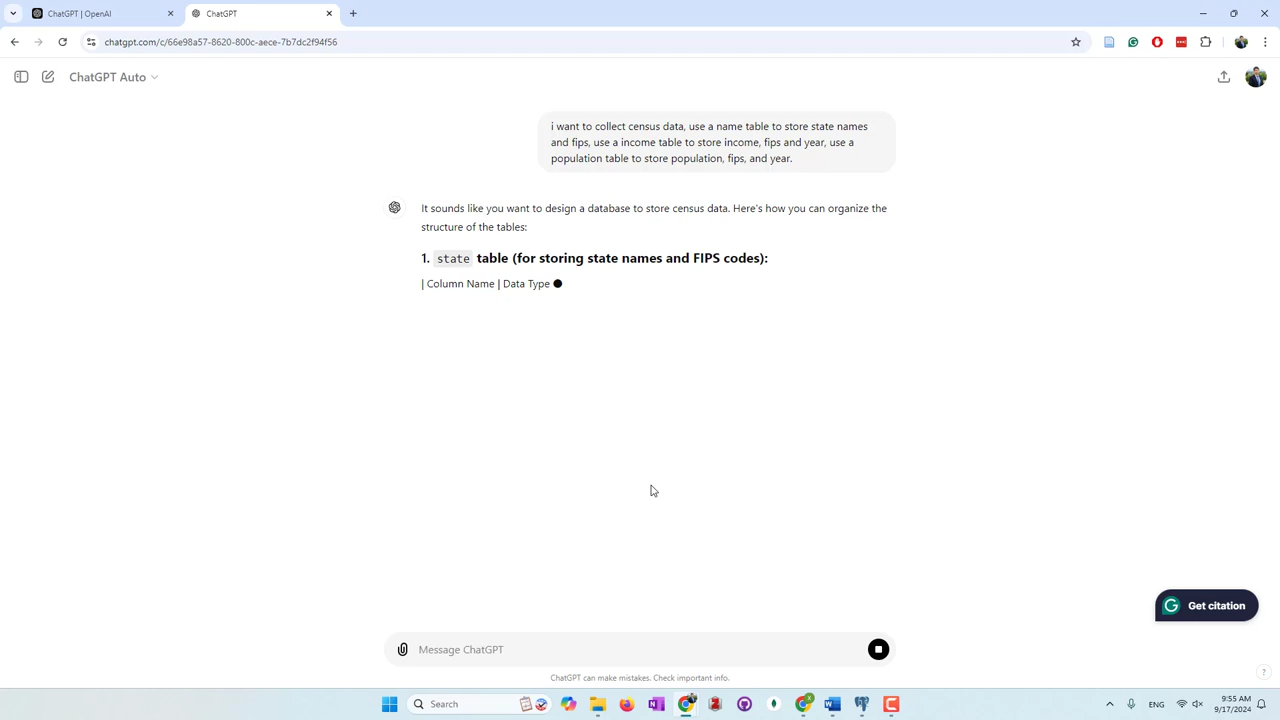 ChatGPT | OpenAI
ChatGPT
chatgpt.com/c/66e98a57-8620-800c-aece-7b7dc2f94f56
ChatGPT Auto
i want to collect census data, use a name table to store state names
and fips, use a income table to store income, fips and year, use a
population table to store population, fips, and year.
It sounds like you want to design a database to store census data. Here's how you can organize the
structure of the tables:
1. state table (for storing state names and FIPS codes):
| Column Name | Data Type
Get citation
Message ChatGPT
ChatGPT can make mistakes. Check important info.
?
Search
ENG
9:55 AM
9/17/2024